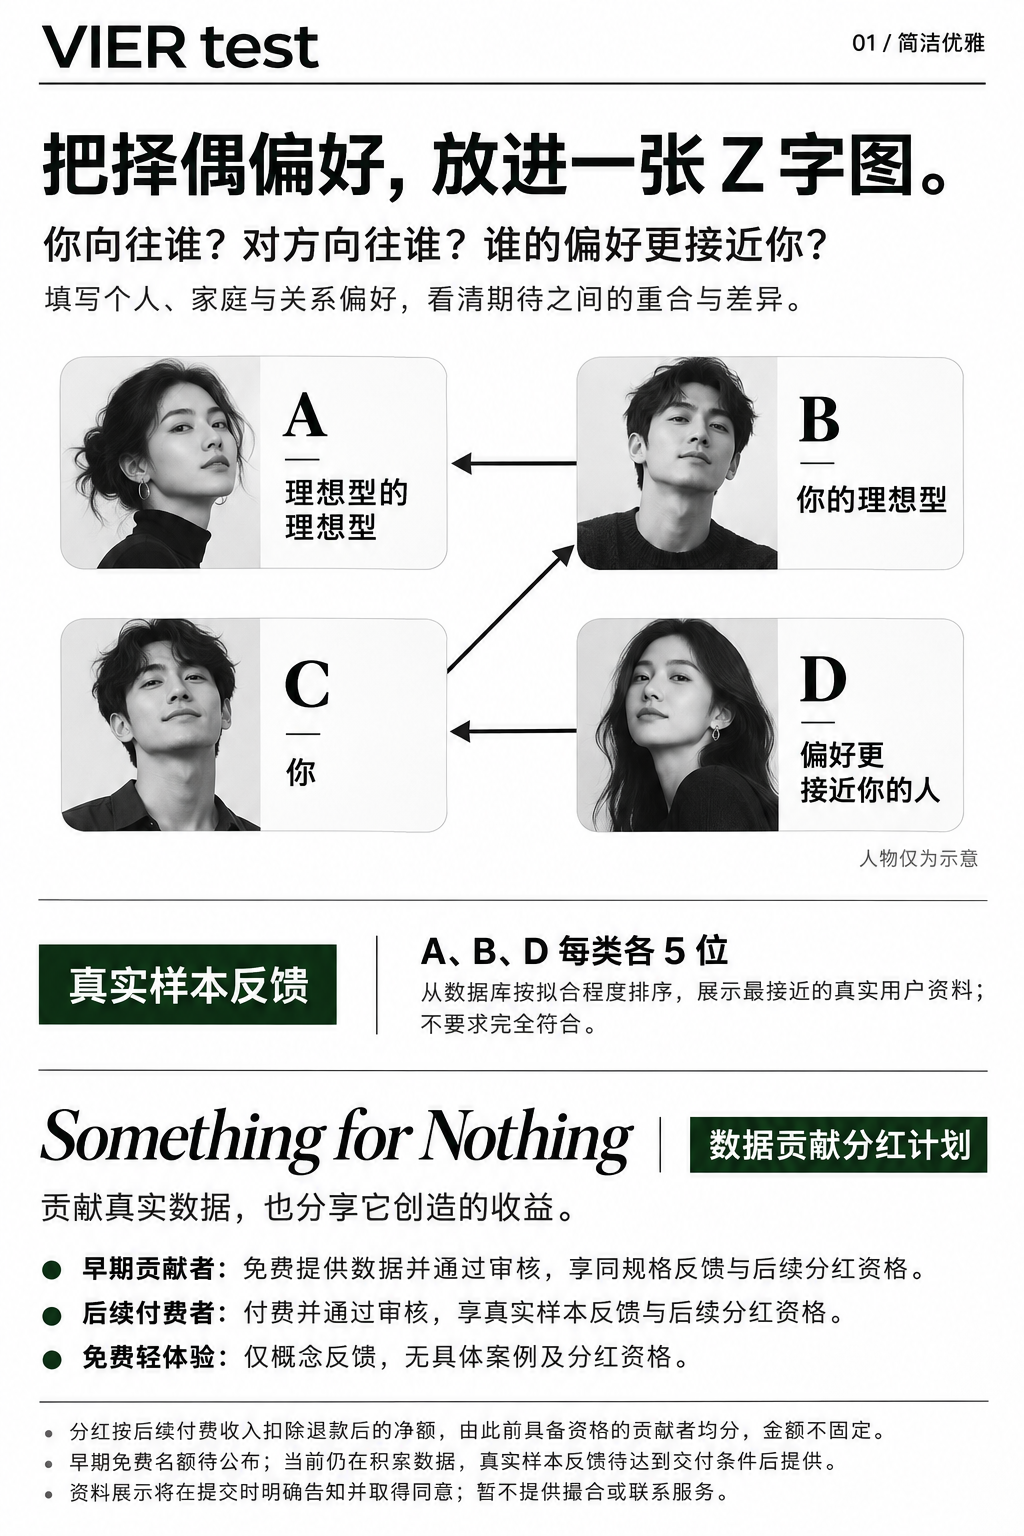 VIER test
01 / 简洁优雅
把择偶偏好，放进一张 Z 字图。
你向往谁？对方向往谁？谁的偏好更接近你？
填写个人、家庭与关系偏好，看清期待之间的重合与差异。
A
理想型的
理想型
B
你的理想型
C
你
D
偏好更
接近你的人
人物仅为示意
真实样本反馈
A、B、D 每类各 5 位
从数据库按拟合程度排序，展示最接近的真实用户资料；
不要求完全符合。
Something for Nothing
数据贡献分红计划
贡献真实数据，也分享它创造的收益。
● 早期贡献者：免费提供数据并通过审核，享同规格反馈与后续分红资格。
● 后续付费者：付费并通过审核，享真实样本反馈与后续分红资格。
● 免费轻体验：仅概念反馈，无具体案例及分红资格。
• 分红按后续付费收入扣除退款后的净额，由此前具备资格的贡献者均分，金额不固定。
• 早期免费名额待公布；当前仍在积案数据，真实样本反馈待达到交付条件后提供。
• 资料展示将在提交时明确告知并取得同意；暂不提供撮合或联系服务。